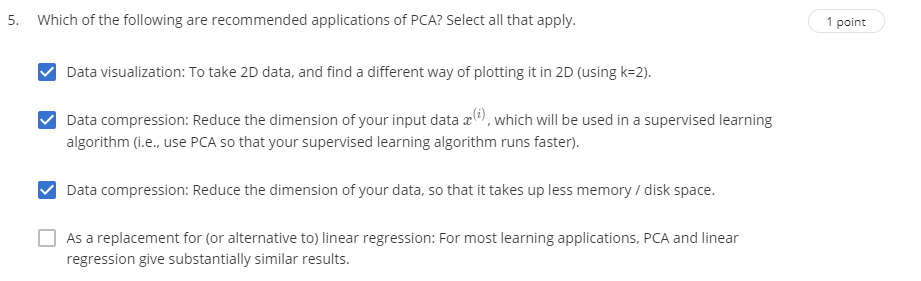 5. Which of the following are recommended applications of PCA? Select all that apply.
1 point
Data visualization: To take 2D data, and find a different way of plotting it in 2D (using k=2).
Data compression: Reduce the dimension of your input data x^(i), which will be used in a supervised learning
algorithm (i.e., use PCA so that your supervised learning algorithm runs faster).
Data compression: Reduce the dimension of your data, so that it takes up less memory / disk space.
As a replacement for (or alternative to) linear regression: For most learning applications, PCA and linear
regression give substantially similar results.